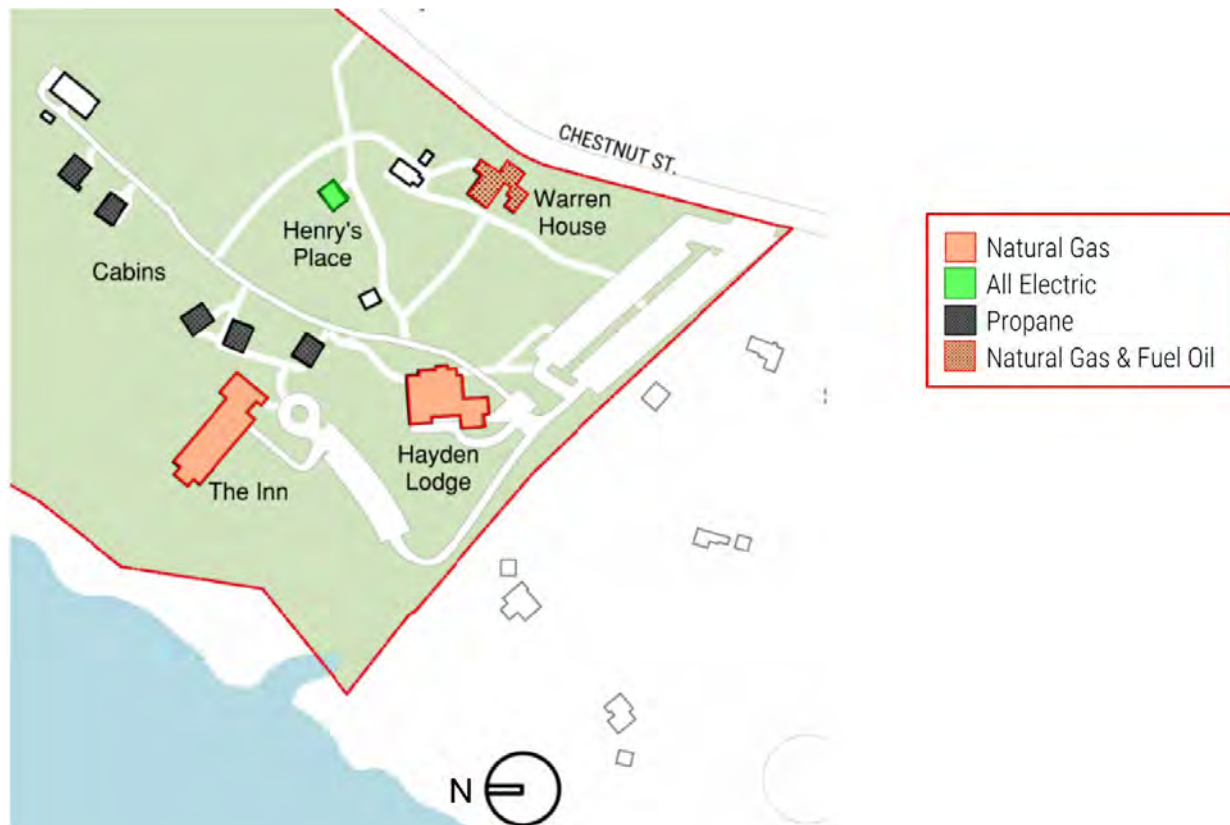 CHESTNUT ST.
Warren
House
Henry's
Place
Cabins
Hayden
Lodge
The Inn
N
Natural Gas
All Electric
Propane
Natural Gas & Fuel Oil